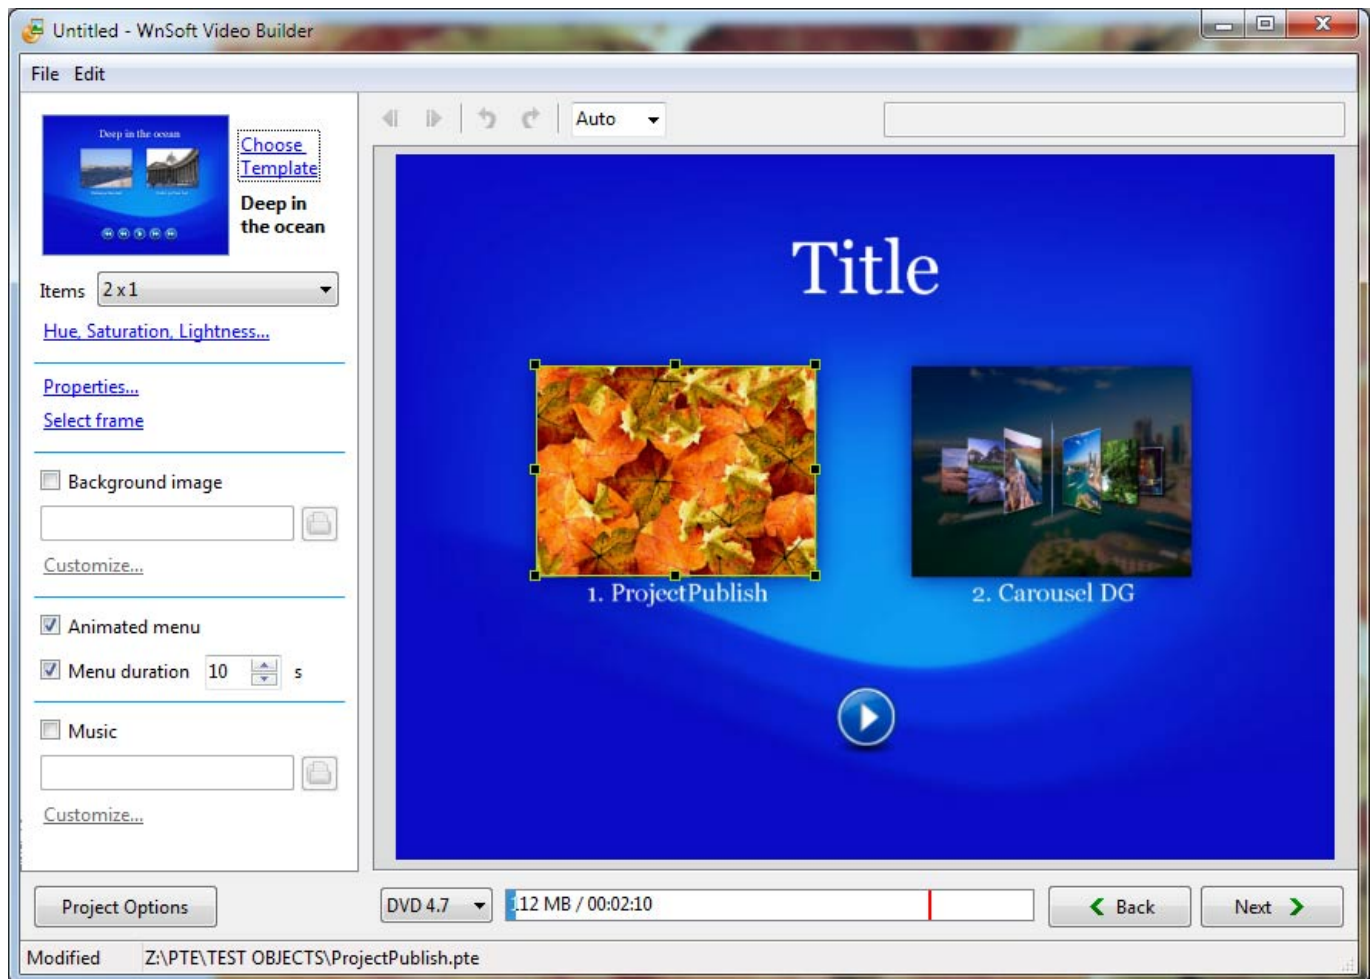 Untitled - WnSoft Video Builder
File Edit
Deep in the ocean
Choose
Template
Deep in
the ocean
Items 2 x 1
Hue, Saturation, Lightness...
Properties...
Select frame
Background image
Customize...
Animated menu
Menu duration 10 s
Music
Customize...
Auto
Title
1. ProjectPublish
2. Carousel DG
Project Options
DVD 4.7
112 MB / 00:02:10
Back
Next
Modified Z:\PTE\TEST OBJECTS\ProjectPublish.pte